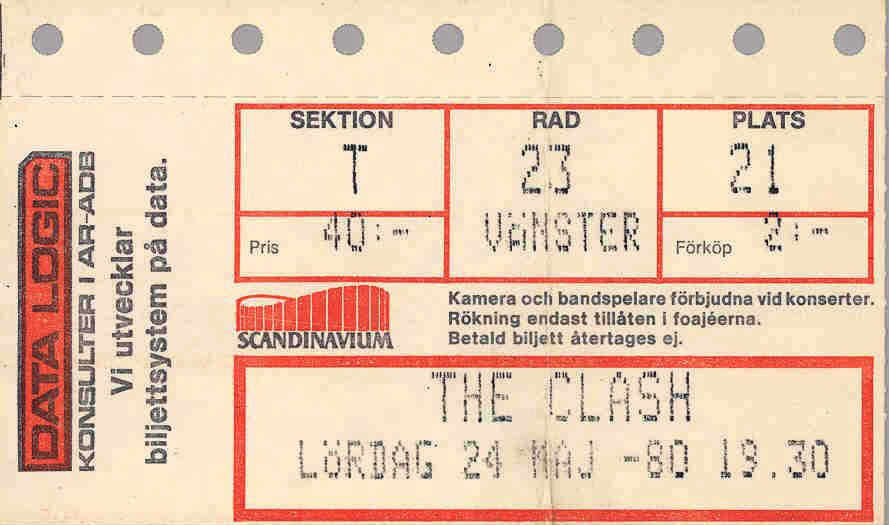 DATA LOGIC
KONSULTER I AR-ADB
Vi utvecklar
biljettsystem på data.
SEKTION RAD PLATS
T 23 21
Pris 40:- VÄNSTER Förköp 2:-
SCANDINAVIUM
Kamera och bandspelare förbjudna vid konserter.
Rökning endast tillåten i foajéerna.
Betald biljett återtages ej.
THE CLASH
LÖRDAG 24 MAJ -80 19.30